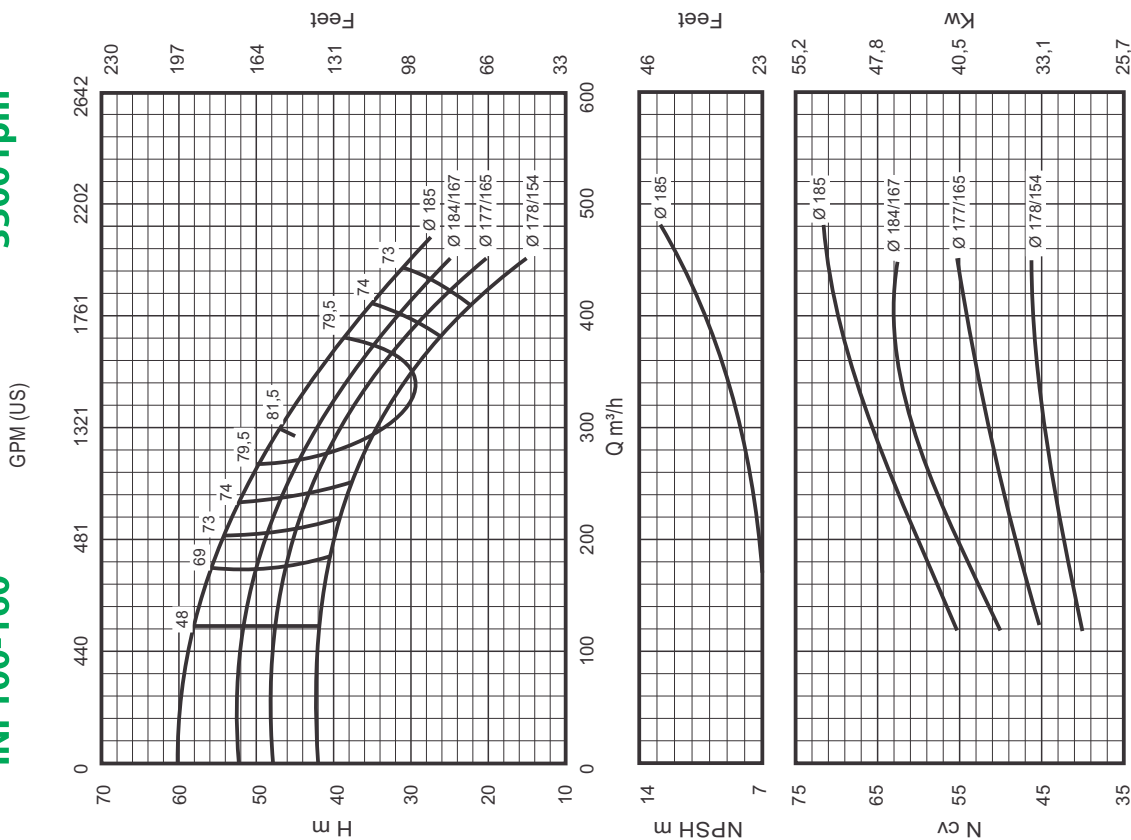 100-160
3500 rpm
GPM (US)
0 440 481 1321 1761 2202 2642
70 230
60 197
50 164
40 131
30 98
20 66
10 33
H m
Feet
48
69
73
74
79,5
81,5
79,5
74
73
Ø 185
Ø 184/167
Ø 177/165
Ø 178/154
0 100 200 300 400 500 600
Q m³/h
14 46
7 23
NPSH m
Feet
Ø 185
75 55,2
65 47,8
55 40,5
45 33,1
35 25,7
N cv
Kw
Ø 185
Ø 184/167
Ø 177/165
Ø 178/154